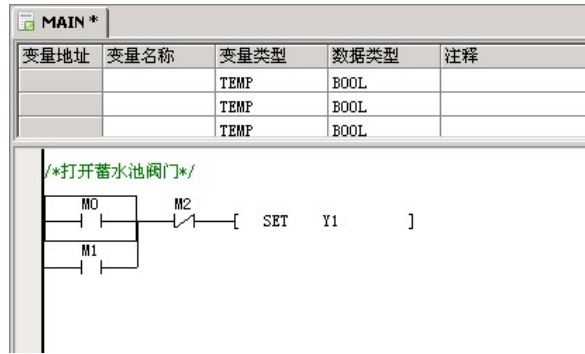 MAIN *
变量地址 变量名称 变量类型 数据类型 注释
TEMP BOOL
TEMP BOOL
TEMP BOOL
/*打开蓄水池阀门*/
M0 M2
[ SET Y1 ]
M1